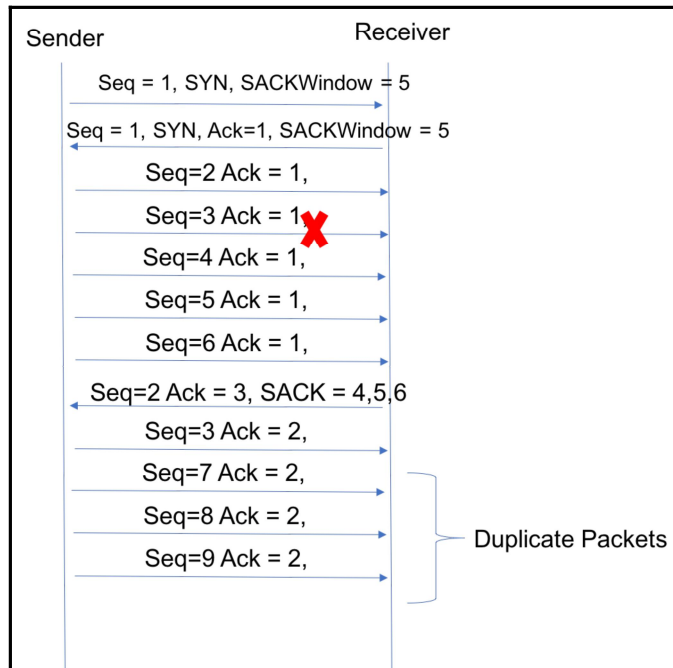 Sender
Receiver
Seq = 1, SYN, SACKWindow = 5
Seq = 1, SYN, Ack=1, SACKWindow = 5
Seq=2 Ack = 1,
Seq=3 Ack = 1,
Seq=4 Ack = 1,
Seq=5 Ack = 1,
Seq=6 Ack = 1,
Seq=2 Ack = 3, SACK = 4,5,6
Seq=3 Ack = 2,
Seq=7 Ack = 2,
Seq=8 Ack = 2,
Duplicate Packets
Seq=9 Ack = 2,